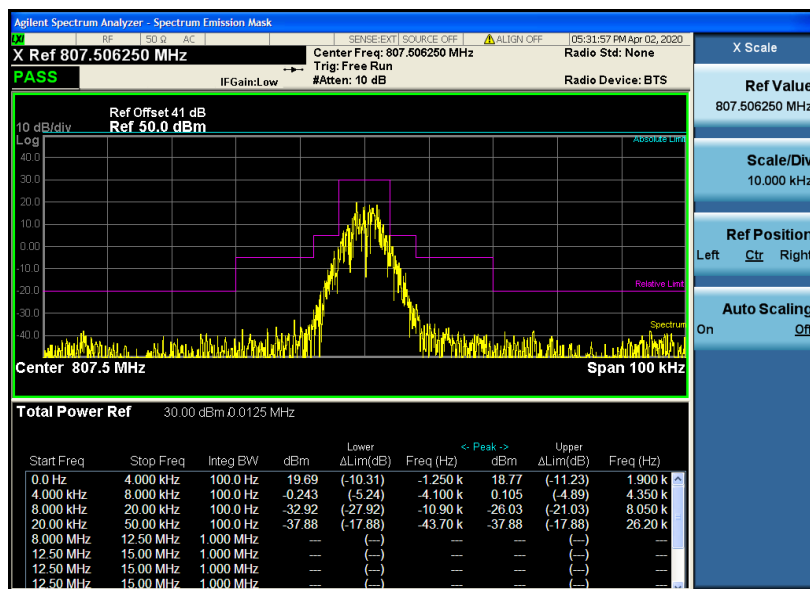 Agilent Spectrum Analyzer - Spectrum Emission Mask
LXI RF 50 Ω AC SENSE:EXT SOURCE OFF ALIGN OFF 05:31:57 PM Apr 02, 2020
X Ref 807.506250 MHz Center Freq: 807.506250 MHz Radio Std: None
Trig: Free Run
PASS IFGain:Low #Atten: 10 dB Radio Device: BTS
Ref Offset 41 dB
10 dB/div Ref 50.0 dBm
Log Absolute Limit
40.0
30.0
20.0
10.0
0.00
-10.0
-20.0 Relative Limit
-30.0
Spectrum
-40.0
Center 807.5 MHz Span 100 kHz
Total Power Ref 30.00 dBm / 0.0125 MHz
Lower <- Peak -> Upper
Start Freq Stop Freq Integ BW dBm ΔLim(dB) Freq (Hz) dBm ΔLim(dB) Freq (Hz)
0.0 Hz 4.000 kHz 100.0 Hz 19.69 (-10.31) -1.250 k 18.77 (-11.23) 1.900 k
4.000 kHz 8.000 kHz 100.0 Hz -0.243 (-5.24) -4.100 k 0.105 (-4.89) 4.350 k
8.000 kHz 20.00 kHz 100.0 Hz -32.92 (-27.92) -10.90 k -26.03 (-21.03) 8.050 k
20.00 kHz 50.00 kHz 100.0 Hz -37.88 (-17.88) -43.70 k -37.88 (-17.88) 26.20 k
8.000 MHz 12.50 MHz 1.000 MHz --- (---) --- --- (---) ---
12.50 MHz 15.00 MHz 1.000 MHz --- (---) --- --- (---) ---
12.50 MHz 15.00 MHz 1.000 MHz --- (---) --- --- (---) ---
12.50 MHz 15.00 MHz 1.000 MHz --- (---) --- --- (---) ---
X Scale
Ref Value
807.506250 MHz
Scale/Div
10.000 kHz
Ref Position
Left Ctr Right
Auto Scaling
On Off